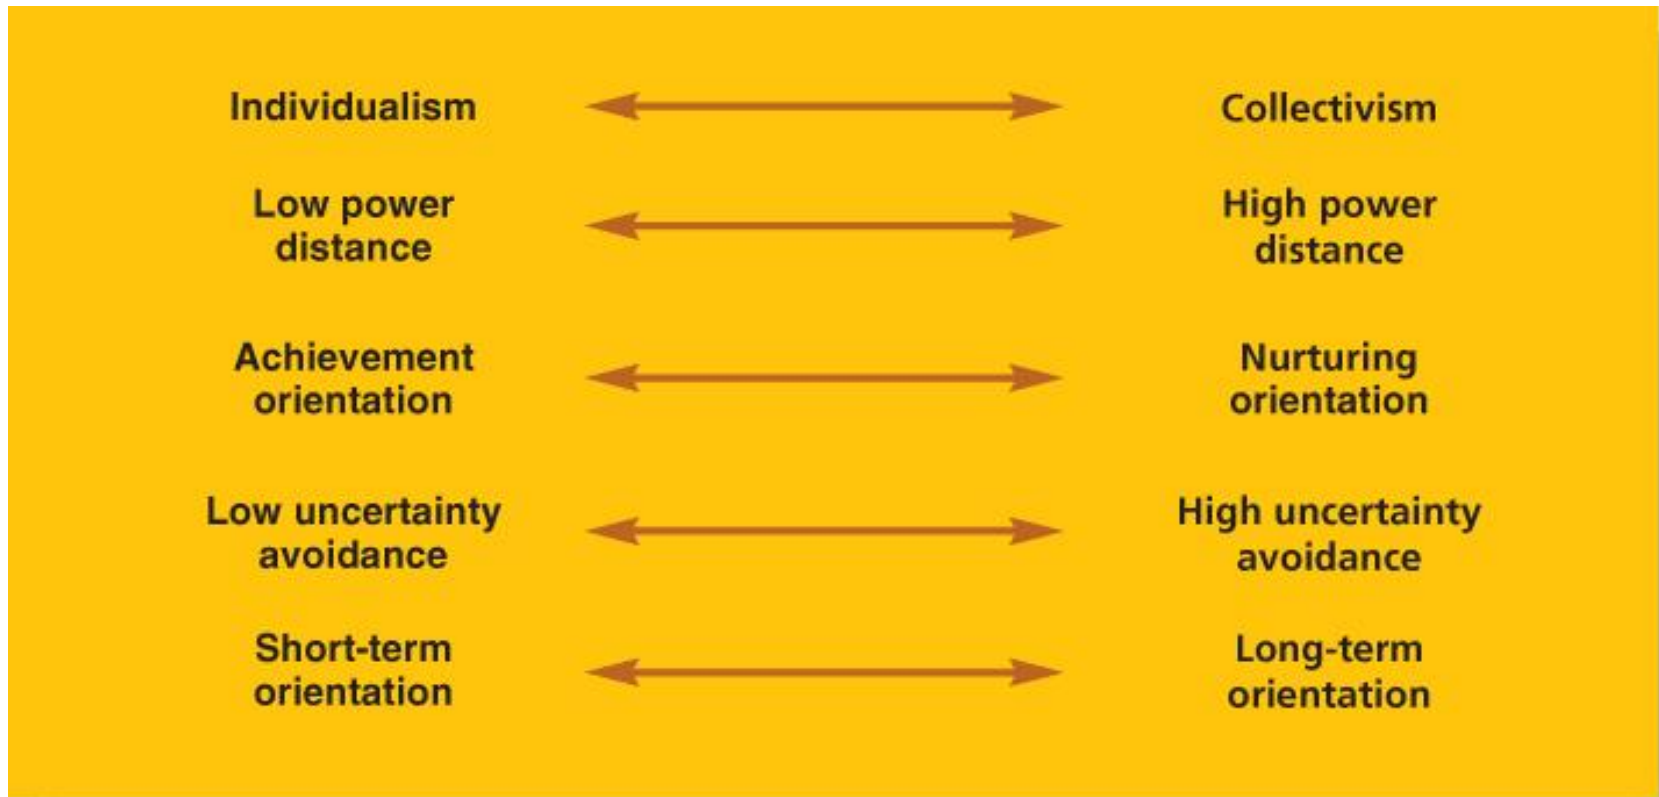 Individualism
Collectivism
Low power
distance
High power
distance
Achievement
orientation
Nurturing
orientation
Low uncertainty
avoidance
High uncertainty
avoidance
Short-term
orientation
Long-term
orientation